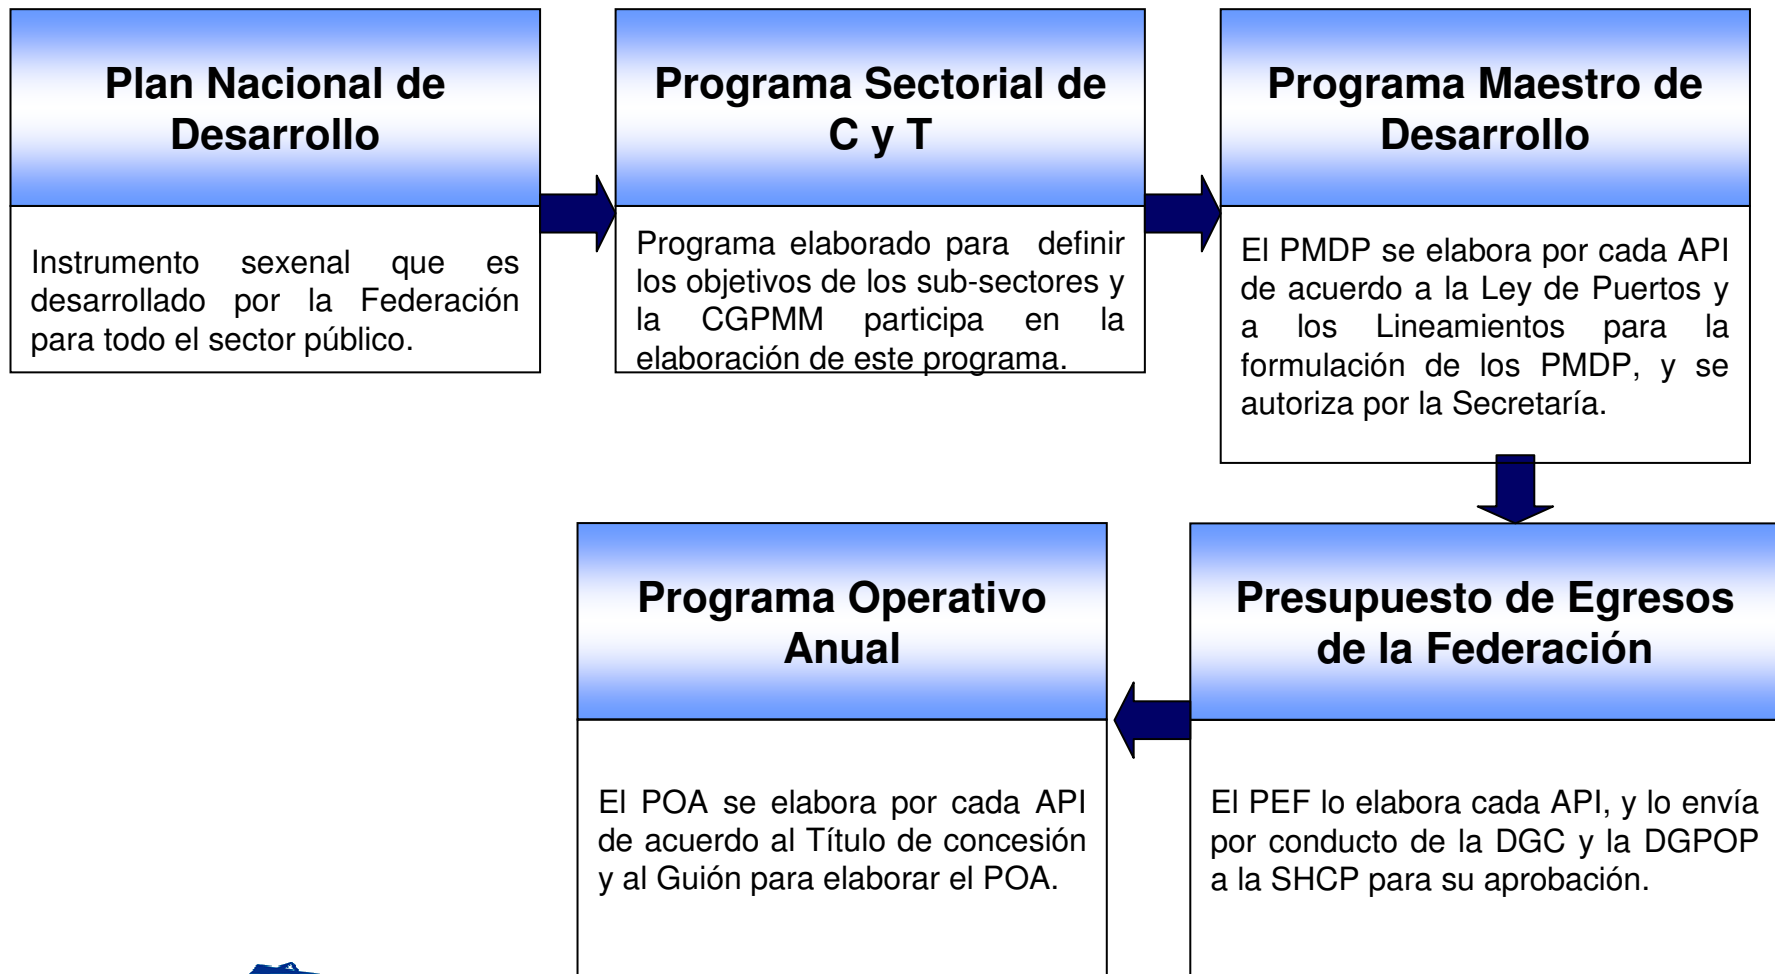 Plan Nacional de
Desarrollo
Instrumento sexenal que es
desarrollado por la Federación
para todo el sector público.
Programa Sectorial de
C y T
Programa elaborado para definir
los objetivos de los sub-sectores y
la CGPMM participa en la
elaboración de este programa.
Programa Maestro de
Desarrollo
El PMDP se elabora por cada API
de acuerdo a la Ley de Puertos y
a los Lineamientos para la
formulación de los PMDP, y se
autoriza por la Secretaría.
Presupuesto de Egresos
de la Federación
El PEF lo elabora cada API, y lo envía
por conducto de la DGC y la DGPOP
a la SHCP para su aprobación.
Programa Operativo
Anual
El POA se elabora por cada API
de acuerdo al Título de concesión
y al Guión para elaborar el POA.